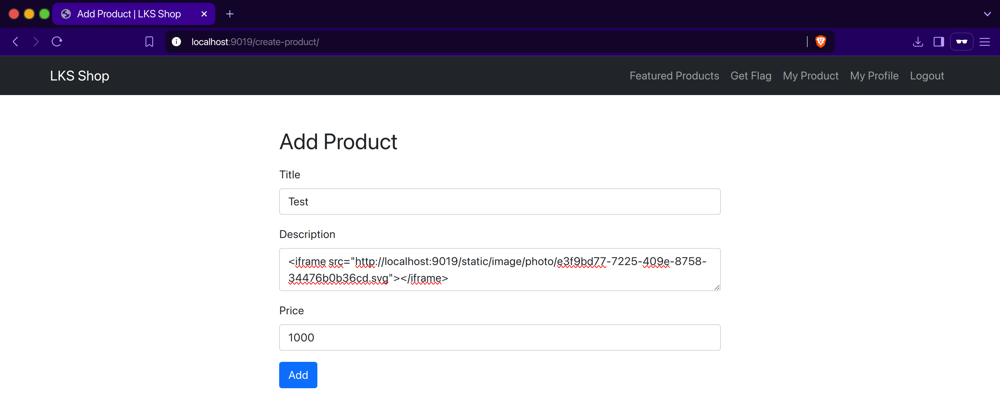 Add Product | LKS Shop
localhost:9019/create-product/
LKS Shop
Featured Products Get Flag My Product My Profile Logout
Add Product
Title
Test
Description
<iframe src="http://localhost:9019/static/image/photo/e3f9bd77-7225-409e-8758-
34476b0b36cd.svg"></iframe>
Price
1000
Add